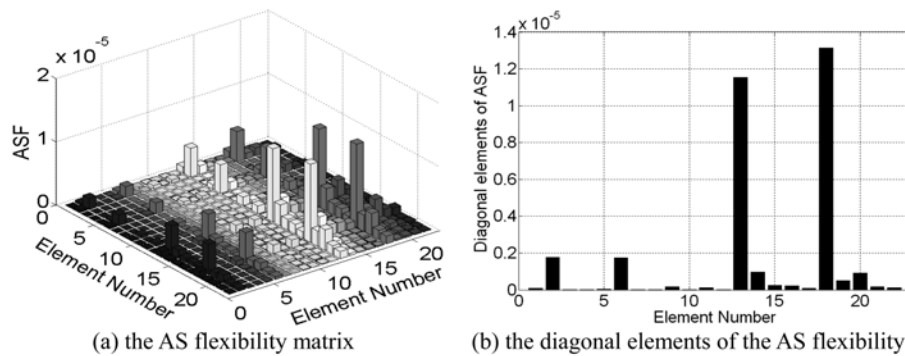 x 10⁻⁵
2
1
0
ASF
0
5
10
15
20
Element Number
0
5
10
15
20
Element Number
(a) the AS flexibility matrix
x 10⁻⁵
1.4
1.2
1
0.8
0.6
0.4
0.2
0
Diagonal elements of ASF
0
5
10
15
20
Element Number
(b) the diagonal elements of the AS flexibility